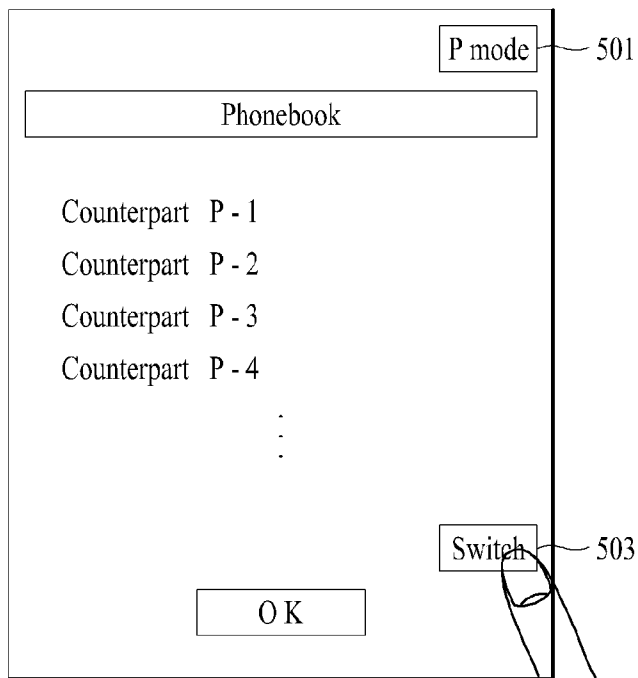 P mode 501
Phonebook
Counterpart P - 1
Counterpart P - 2
Counterpart P - 3
Counterpart P - 4
Switch 503
O K